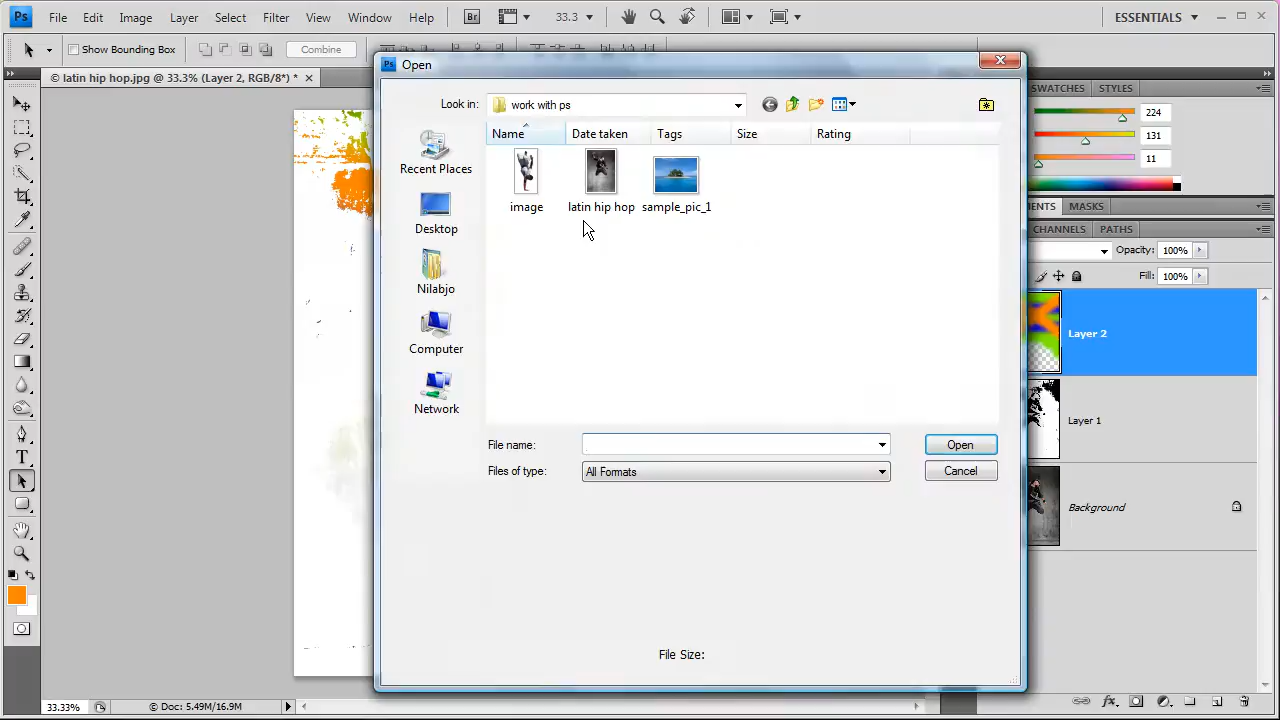 Ps File Edit Image Layer Select Filter View Window Help Br 33.3 ESSENTIALS
Show Bounding Box Combine
Ps Open
© latin hip hop.jpg @ 33.3% (Layer 2, RGB/8*) *
SWATCHES STYLES
Look in: work with ps
224
Name Date taken Tags Size Rating
131
Recent Places
11
image latin hip hop sample_pic_1
MASKS
Desktop
CHANNELS PATHS
Opacity: 100%
Fill: 100%
Nilabjo
Layer 2
Computer
Network
Layer 1
File name: Open
Files of type: All Formats Cancel
Background
File Size:
33.33% © Doc: 5.49M/16.9M